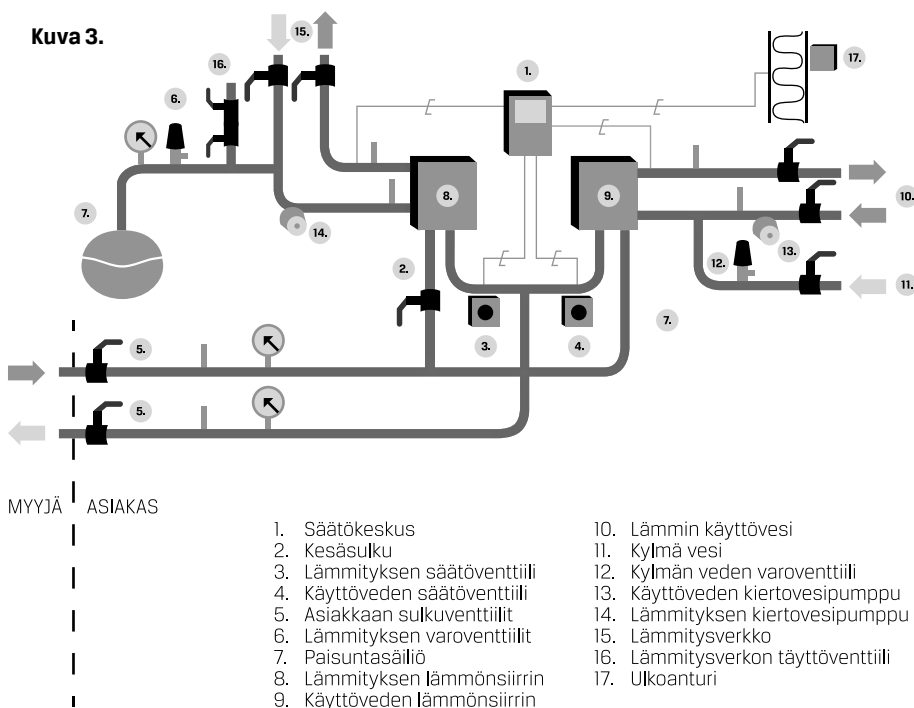 Kuva 3.
15.
16.
1.
17.
6.
7.
8.
9.
10.
14.
2.
12.
13.
11.
3.
4.
7.
5.
5.
MYYJÄ
ASIAKAS
1. Säätökeskus
2. Kesäsulku
3. Lämmityksen säätöventtiili
4. Käyttöveden säätöventtiili
5. Asiakkaan sulkuventtiilit
6. Lämmityksen varoventtiilit
7. Paisuntasäiliö
8. Lämmityksen lämmönsiirrin
9. Käyttöveden lämmönsiirrin
10. Lämmin käyttövesi
11. Kylmä vesi
12. Kylmän veden varoventtiili
13. Käyttöveden kiertovesipumppu
14. Lämmityksen kiertovesipumppu
15. Lämmitysverkko
16. Lämmitysverkon täyttöventtiili
17. Ulkoanturi